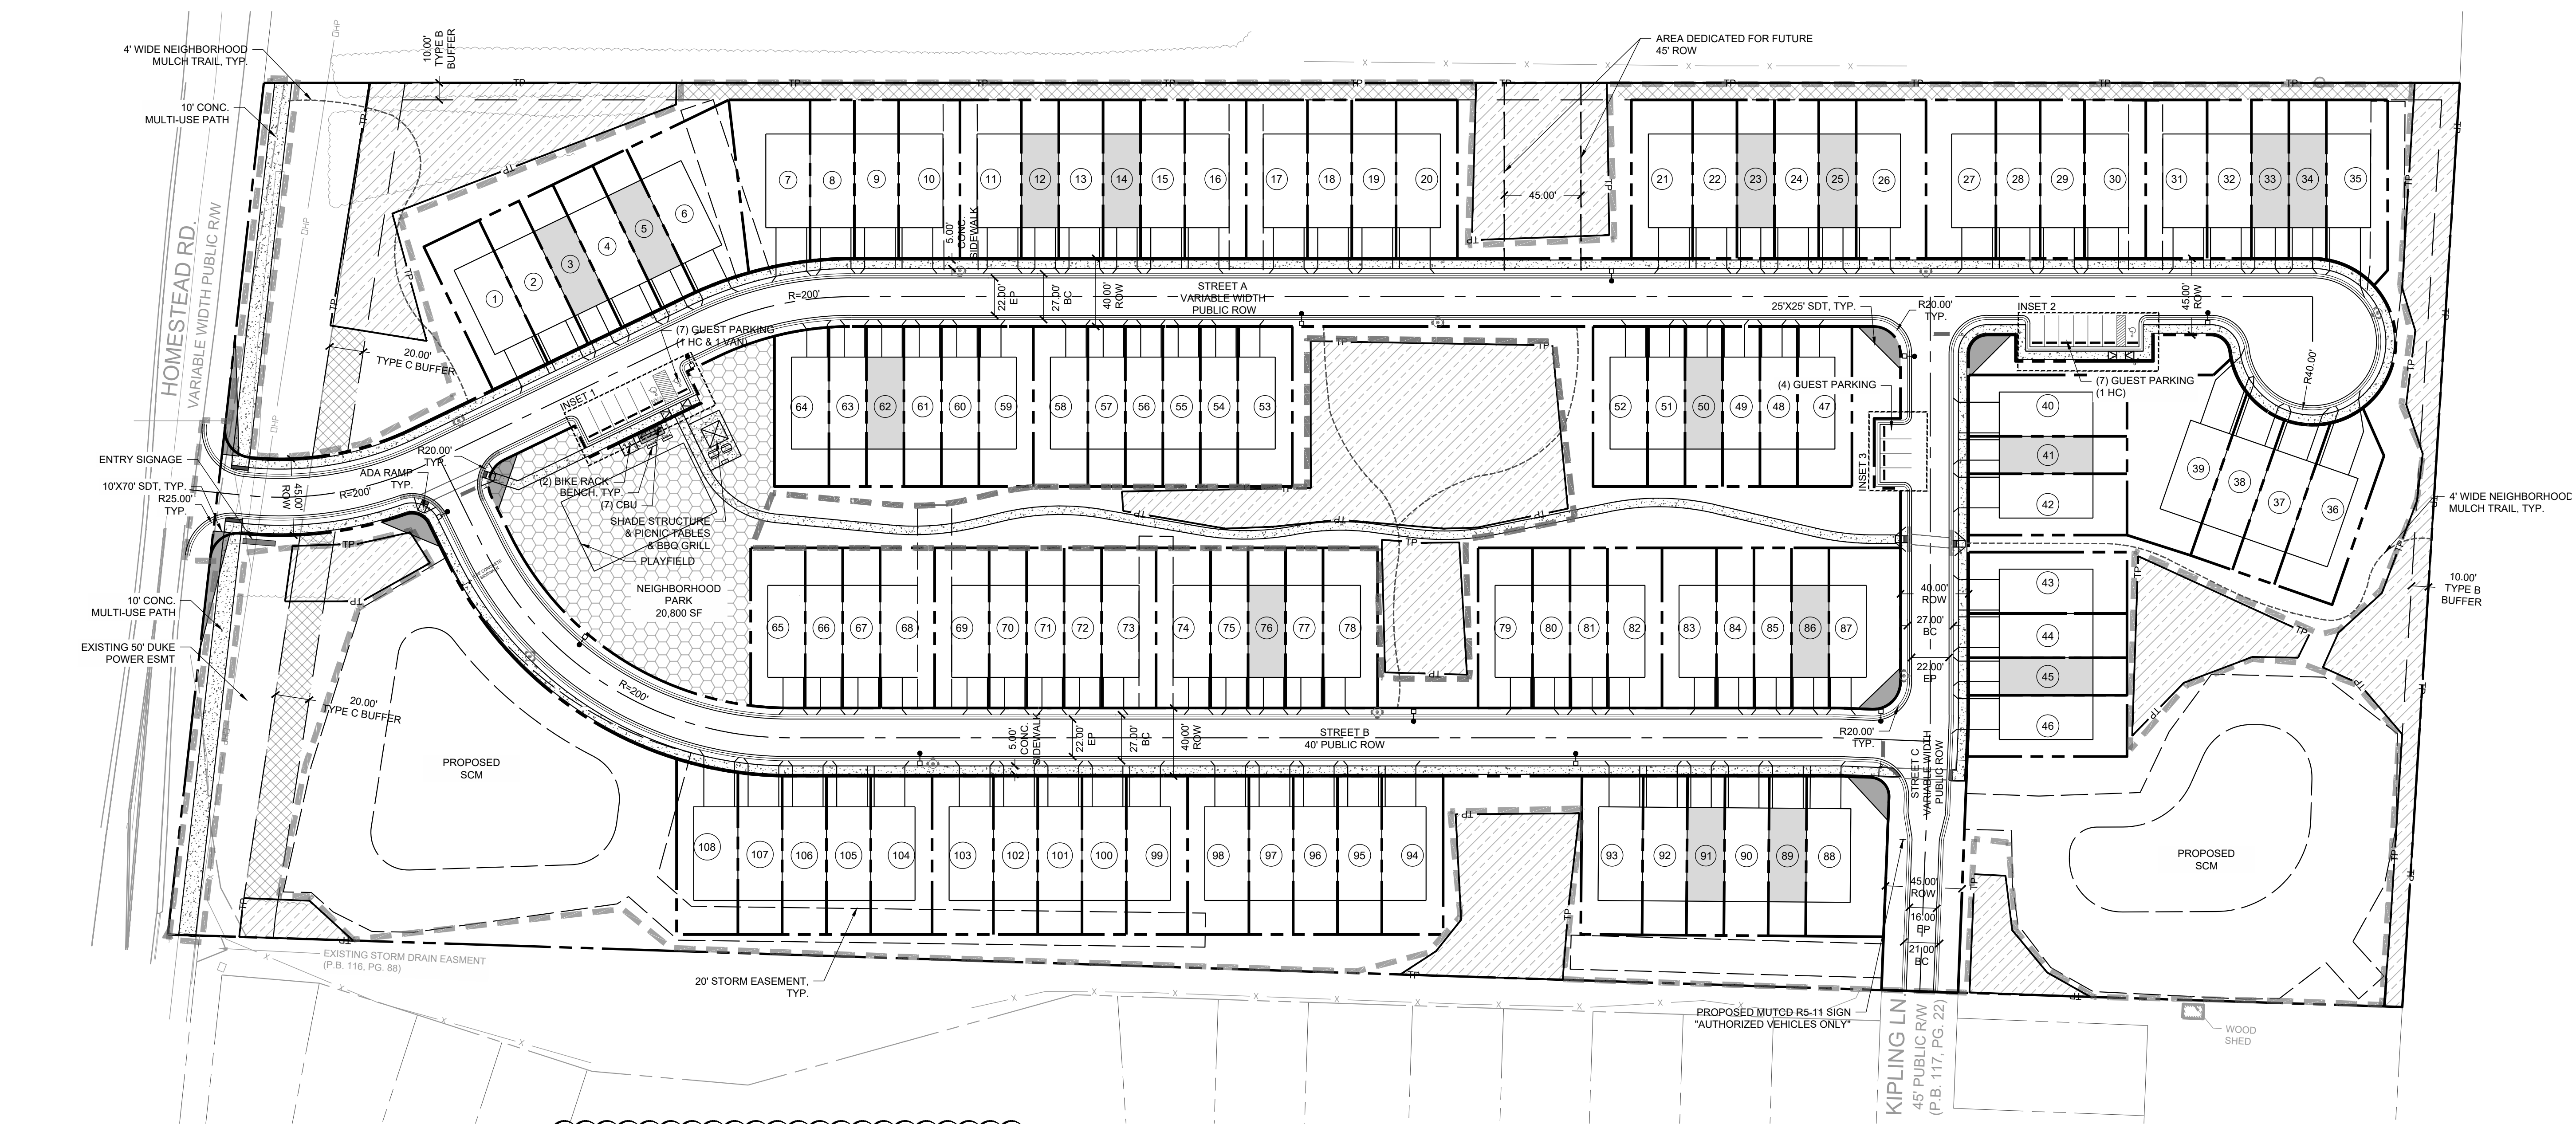 4' WIDE NEIGHBORHOOD
MULCH TRAIL, TYP.
10' CONC.
MULTI-USE PATH
10.00'
TYPE B
BUFFER
DHP
TP
AREA DEDICATED FOR FUTURE
45' ROW
45.00'
HOMESTEAD RD.
VARIABLE WIDTH PUBLIC R/W
1
2
3
4
5
6
7
8
9
10
11
12
13
14
15
16
17
18
19
20
21
22
23
24
25
26
27
28
29
30
31
32
33
34
35
5.00'
CONC.
SIDEWALK
R=200'
22.00'
EP
27.00'
BC
40.00'
ROW
STREET A
VARIABLE WIDTH
PUBLIC ROW
25'X25' SDT, TYP.
R20.00'
TYP.
INSET 2
45.00'
ROW
R40.00'
(7) GUEST PARKING
(1 HC)
(7) GUEST PARKING
(1 HC & 1 VAN)
INSET 1
20.00'
TYPE C BUFFER
(4) GUEST PARKING
INSET 3
64
63
62
61
60
59
58
57
56
55
54
53
52
51
50
49
48
47
40
41
42
39
38
37
36
ENTRY SIGNAGE
10'X70' SDT, TYP.
R25.00'
TYP.
45.00'
ROW
R=200'
ADA RAMP
TYP.
R20.00'
TYP.
(2) BIKE RACK
BENCH, TYP.
(7) CBU
SHADE STRUCTURE
& PICNIC TABLES
& BBQ GRILL
PLAYFIELD
NEIGHBORHOOD
PARK
20,800 SF
4' WIDE NEIGHBORHOOD
MULCH TRAIL, TYP.
10.00'
TYPE B
BUFFER
10' CONC.
MULTI-USE PATH
EXISTING 50' DUKE
POWER ESMT
20.00'
TYPE C BUFFER
65
66
67
68
69
70
71
72
73
74
75
76
77
78
79
80
81
82
83
84
85
86
87
43
44
45
46
40.00'
ROW
27.00'
BC
22.00'
EP
R=200'
5.00'
CONC.
SIDEWALK
22.00'
EP
27.00'
BC
40.00'
ROW
STREET B
40' PUBLIC ROW
R20.00'
TYP.
STREET C
VARIABLE WIDTH
PUBLIC ROW
PROPOSED
SCM
108
107
106
105
104
103
102
101
100
99
98
97
96
95
94
93
92
91
90
89
88
PROPOSED
SCM
45.00'
ROW
16.00'
EP
21.00'
BC
EXISTING STORM DRAIN EASMENT
(P.B. 116, PG. 88)
20' STORM EASEMENT,
TYP.
PROPOSED MUTCD R5-11 SIGN
"AUTHORIZED VEHICLES ONLY"
KIPLING LN.
45' PUBLIC R/W
(P.B. 117, PG. 22)
WOOD
SHED